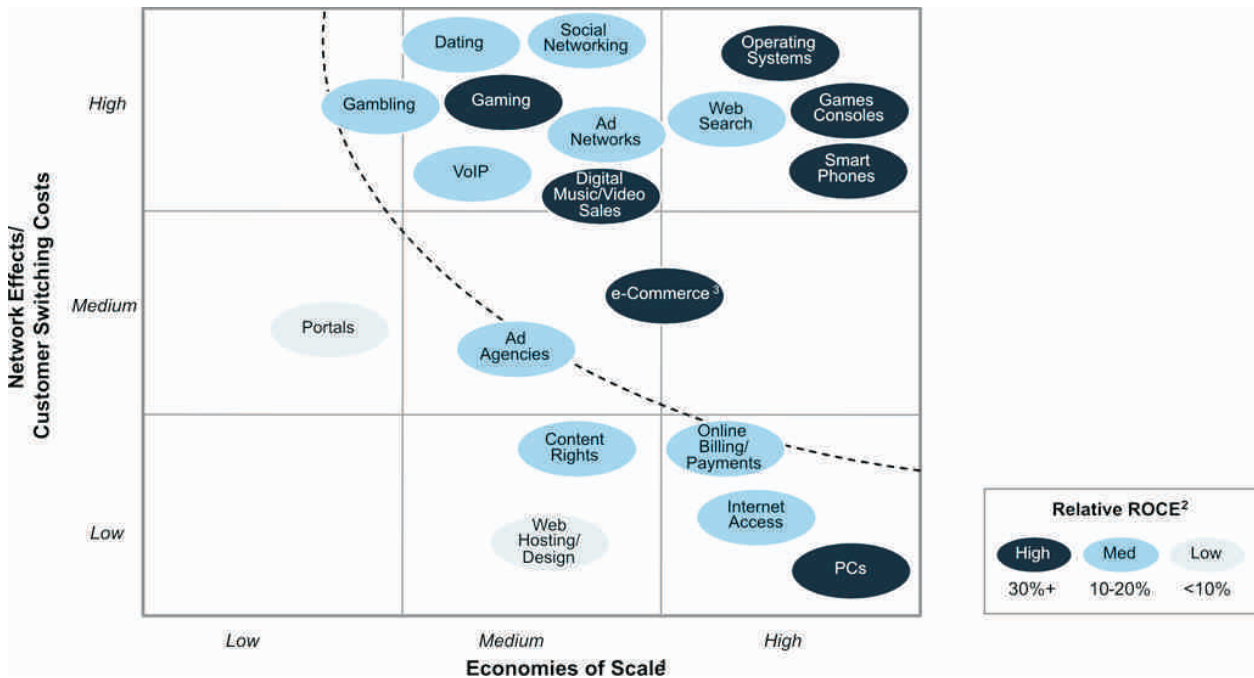 Network Effects/
Customer Switching Costs
High
Medium
Low
Dating
Social
Networking
Operating
Systems
Gambling
Gaming
Ad
Networks
Web
Search
Games
Consoles
VoIP
Digital
Music/Video
Sales
Smart
Phones
e-Commerce 3
Portals
Ad
Agencies
Content
Rights
Online
Billing/
Payments
Web
Hosting/
Design
Internet
Access
PCs
Low
Medium
High
Economies of Scale1
Relative ROCE2
High
Med
Low
30%+
10-20%
<10%